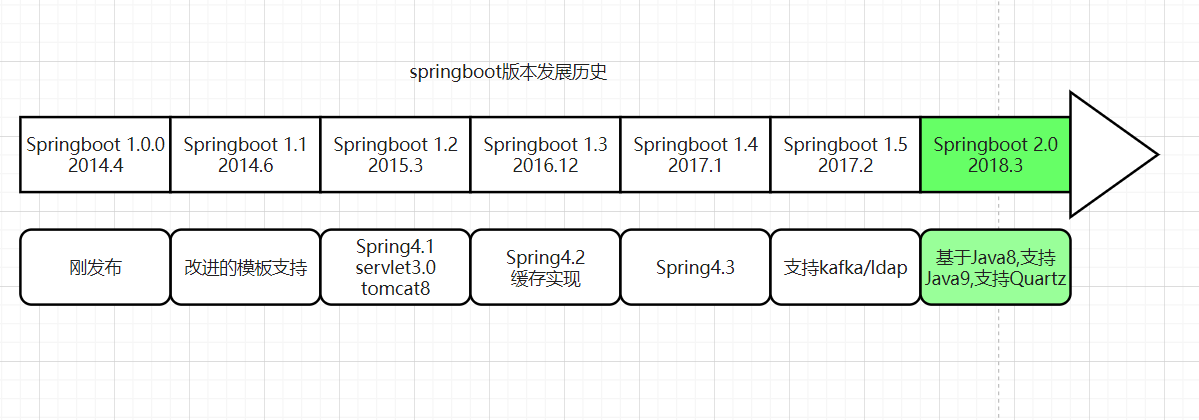 springboot版本发展历史
Springboot 1.0.0
2014.4
Springboot 1.1
2014.6
Springboot 1.2
2015.3
Springboot 1.3
2016.12
Springboot 1.4
2017.1
Springboot 1.5
2017.2
Springboot 2.0
2018.3
刚发布
改进的模板支持
Spring4.1
servlet3.0
tomcat8
Spring4.2
缓存实现
Spring4.3
支持kafka/ldap
基于Java8,支持
Java9,支持Quartz